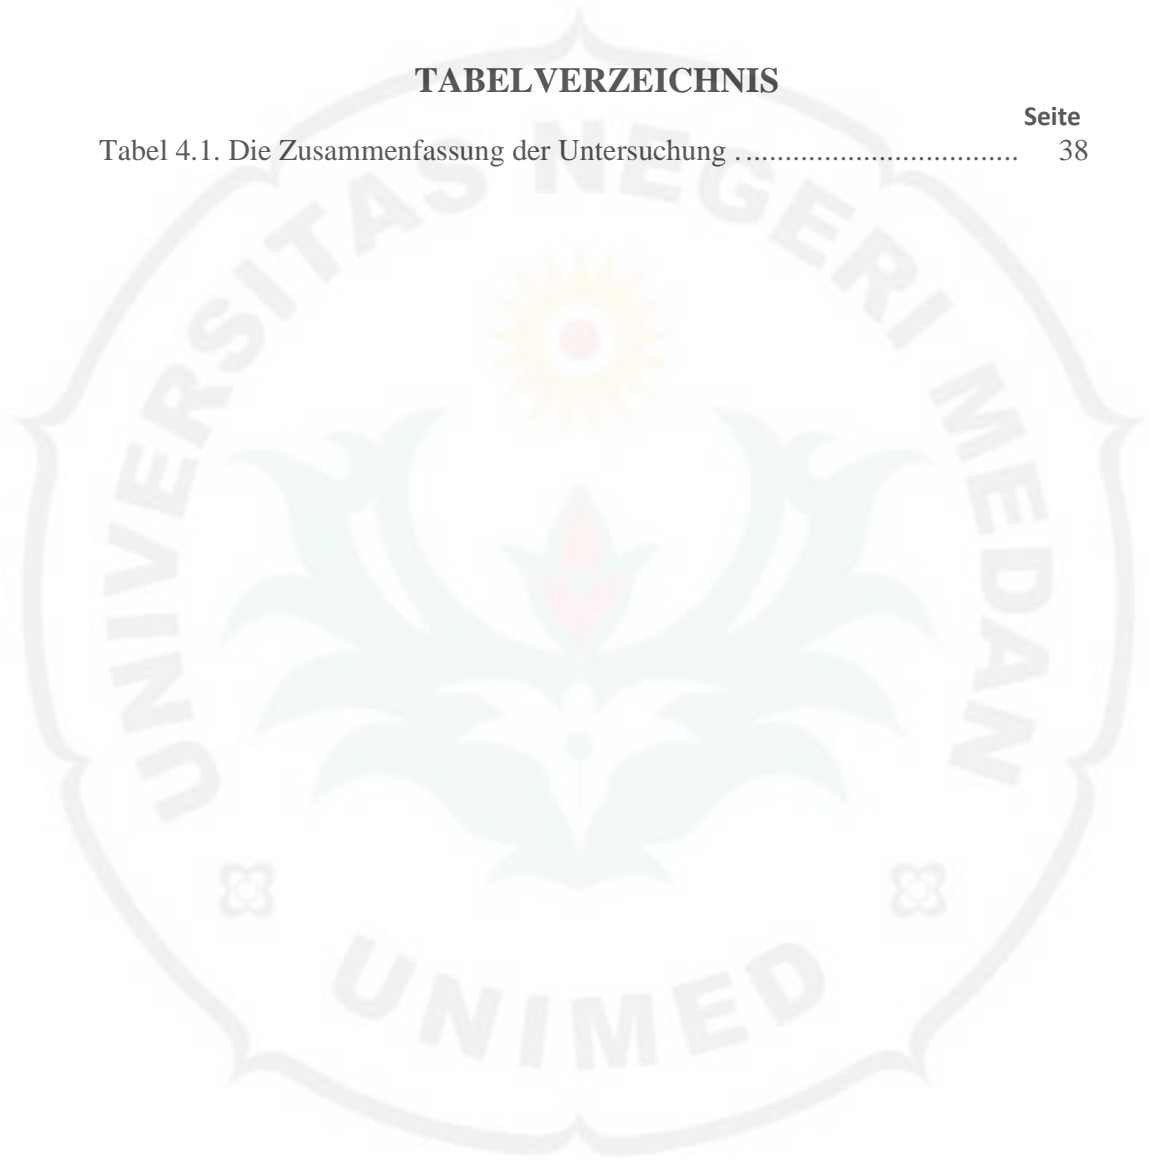 TABELVERZEICHNIS
Seite
Tabel 4.1. Die Zusammenfassung der Untersuchung .................................. 38
UNIVERSITAS NEGERI MEDAN
UNIMED